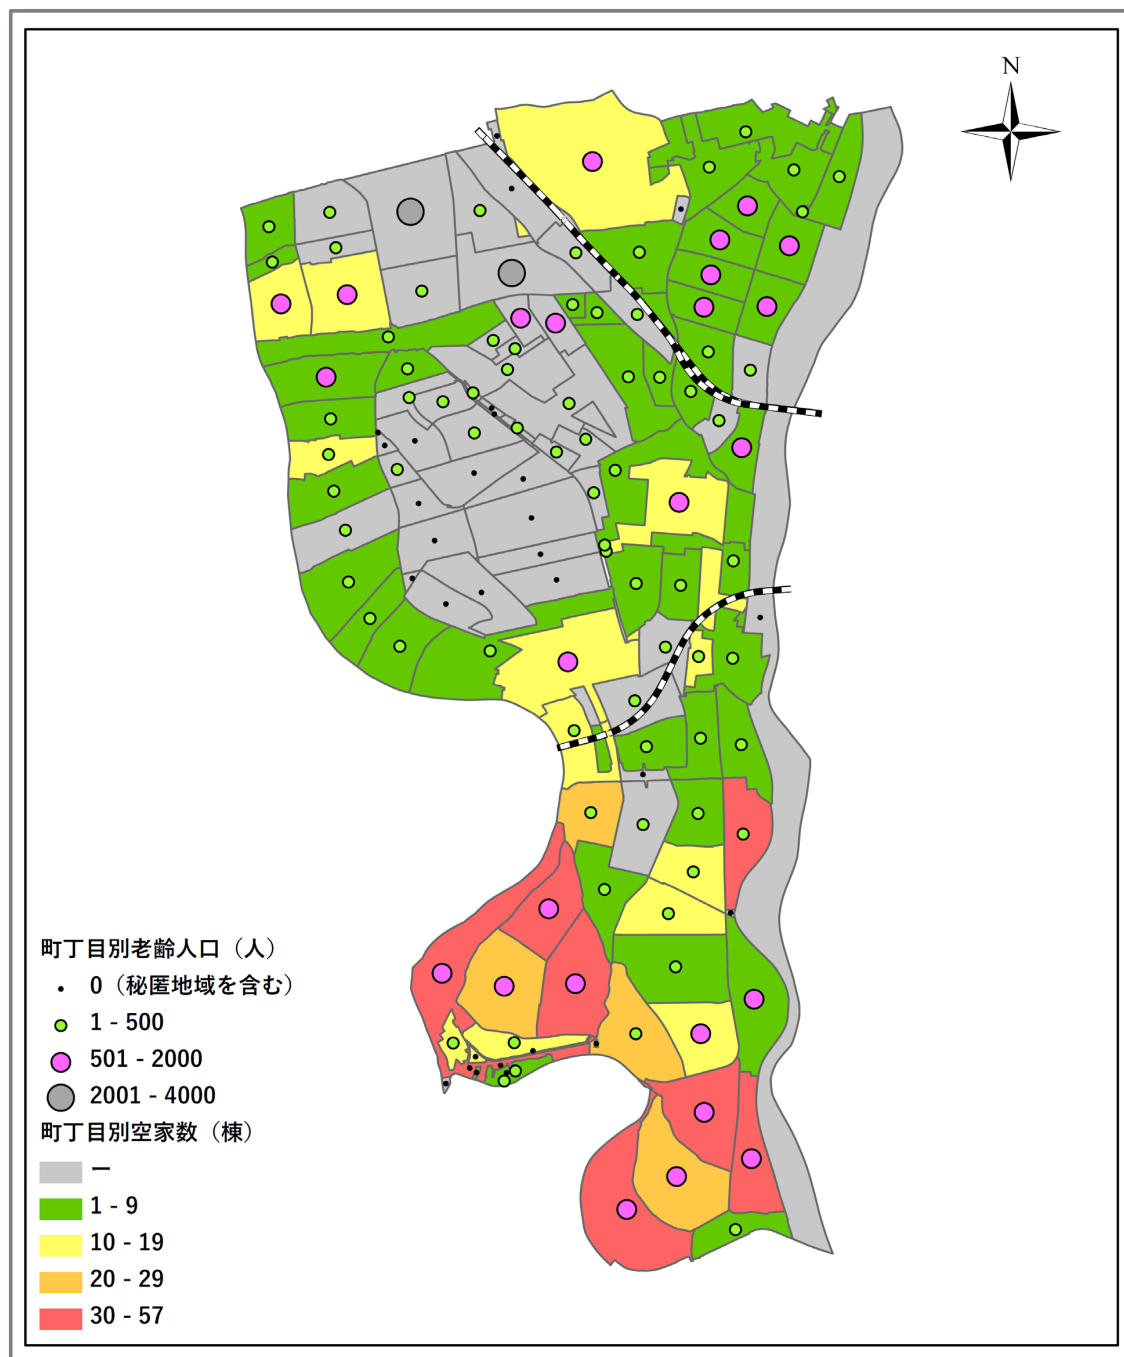 N
町丁目別老齢人口（人）
0（秘匿地域を含む）
1 - 500
501 - 2000
2001 - 4000
町丁目別空家数（棟）
ー
1 - 9
10 - 19
20 - 29
30 - 57